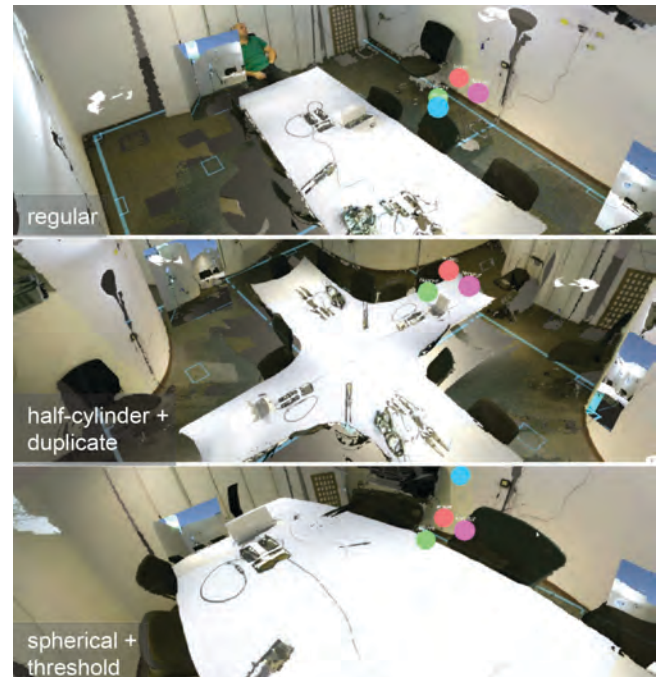 regular
half-cylinder +
duplicate
spherical +
threshold